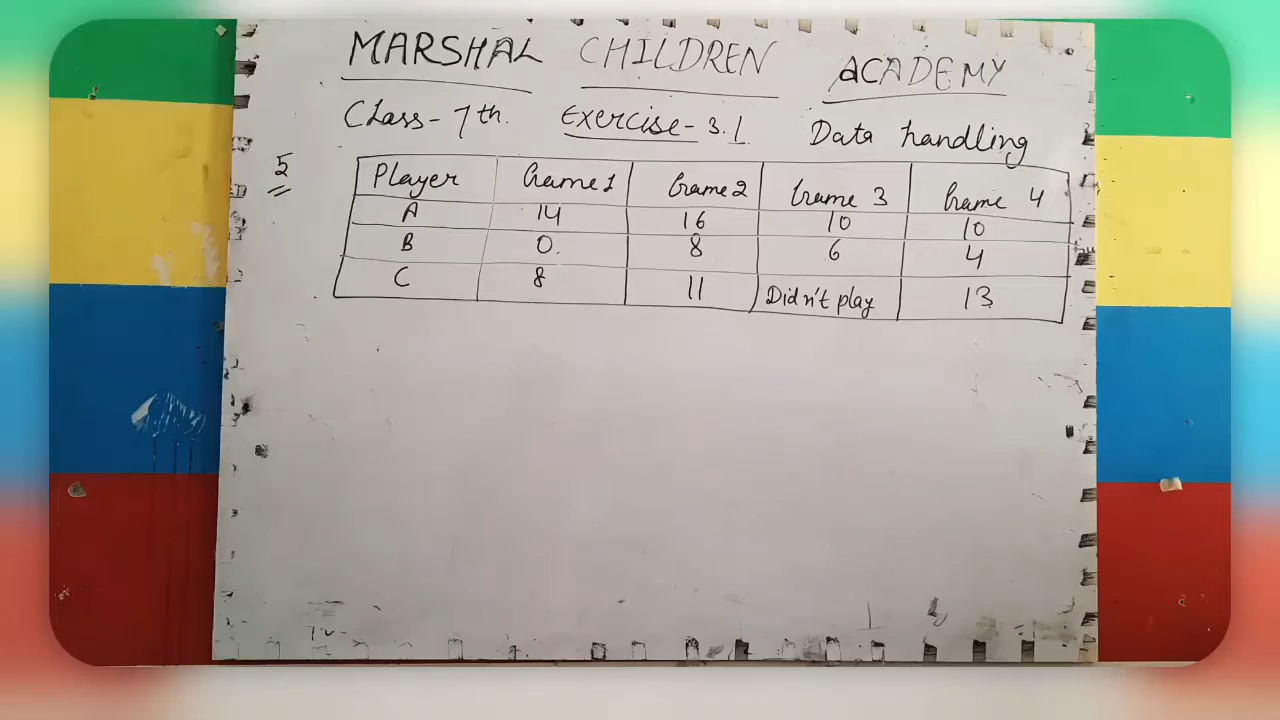 MARSHAL CHILDREN ACADEMY
Class-7th. Exercise-3.1. Data handling
5
Player Game 1 Game 2 Game 3 Game 4
A 14 16 10 10
B 0. 8 6 4
C 8 11 Didn't play 13